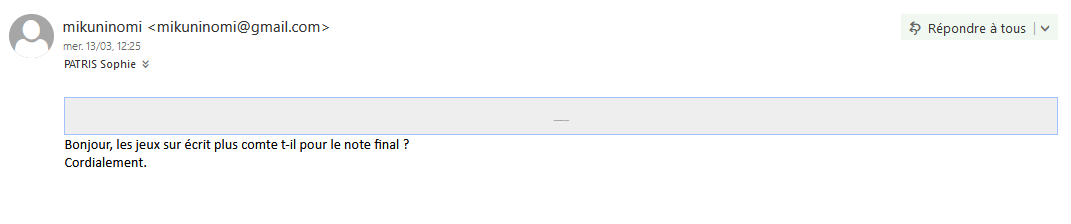 mikuninomi <mikuninomi@gmail.com>
mer. 13/03, 12:25
PATRIS Sophie
Répondre à tous
Bonjour, les jeux sur écrit plus comte t-il pour le note final ?
Cordialement.